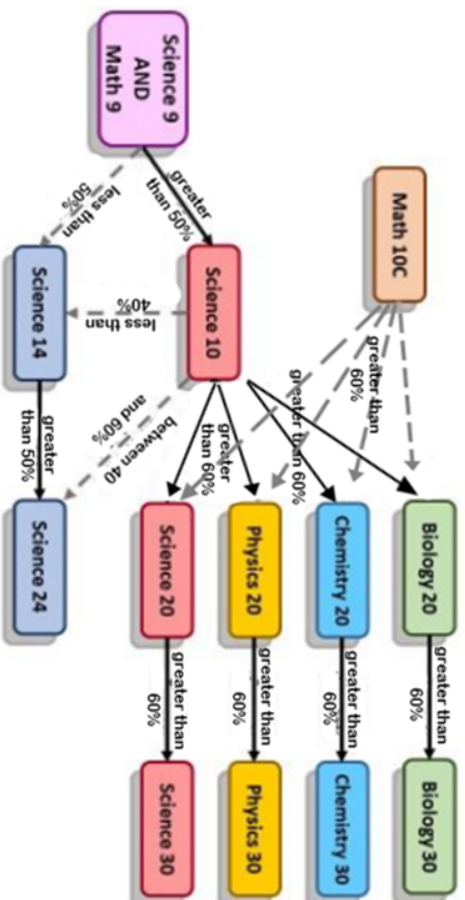 Science 9
AND
Math 9
Math 10C
greater
than 50%
less than
50%
Science 10
Science 14
less than
40%
greater than
60%
greater than 60%
greater
than 60%
between 40
and 60%
greater
than 50%
Biology 20
Chemistry 20
Physics 20
Science 20
Science 24
greater than
60%
greater than
60%
greater than
60%
greater than
60%
Biology 30
Chemistry 30
Physics 30
Science 30